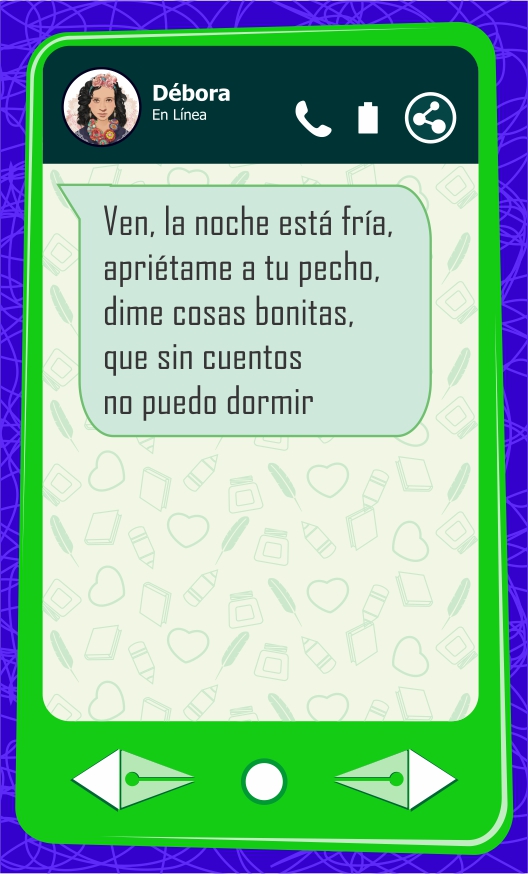 Débora
En Línea
Ven, la noche está fría,
apriétame a tu pecho,
dime cosas bonitas,
que sin cuentos
no puedo dormir